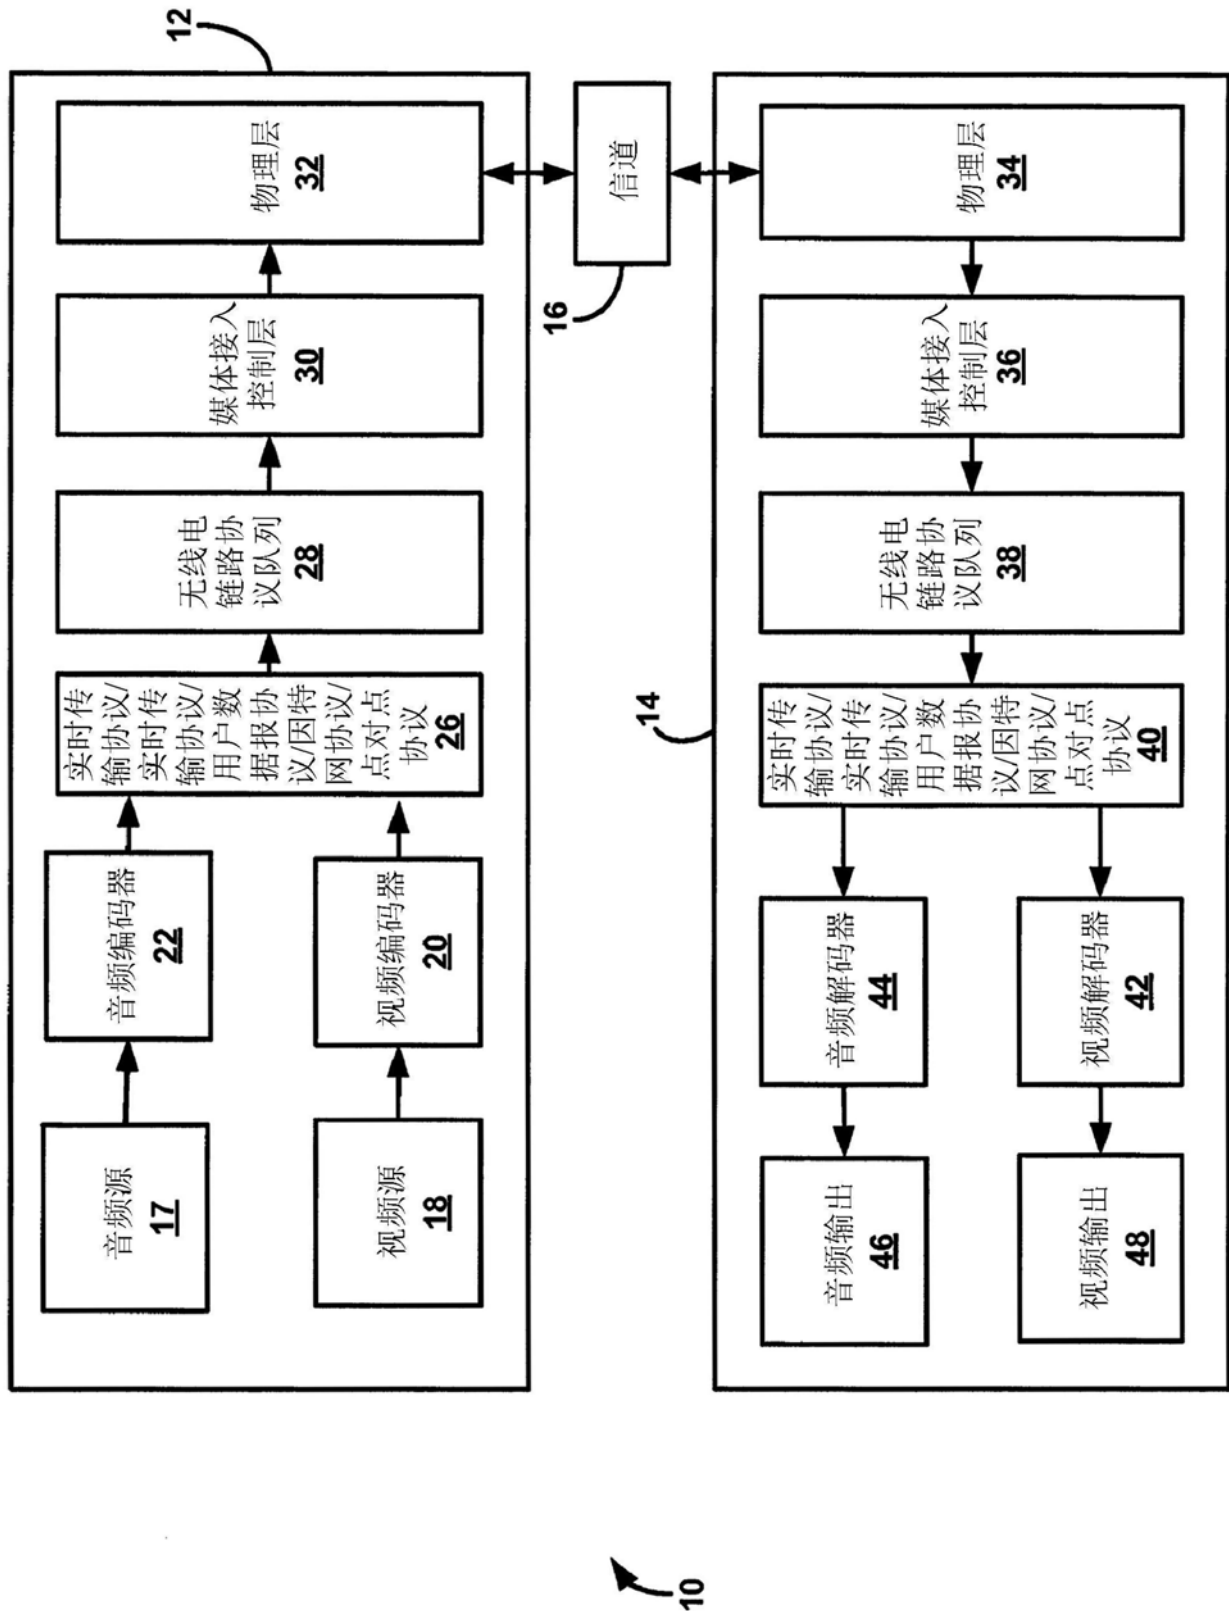 12
音频源
17
音频编码器
22
实时传
输协议/
实时传
输协议/
用户数
据报协
议/因特
网协议/
点对点
协议
26
无线电
链路协
议队列
28
媒体接入
控制层
30
物理层
32
视频源
18
视频编码器
20
16
信道
14
音频输出
46
音频解码器
44
实时传
输协议/
实时传
输协议/
用户数
据报协
议/因特
网协议/
点对点
协议
40
无线电
链路协
议队列
38
媒体接入
控制层
36
物理层
34
视频输出
48
视频解码器
42
10